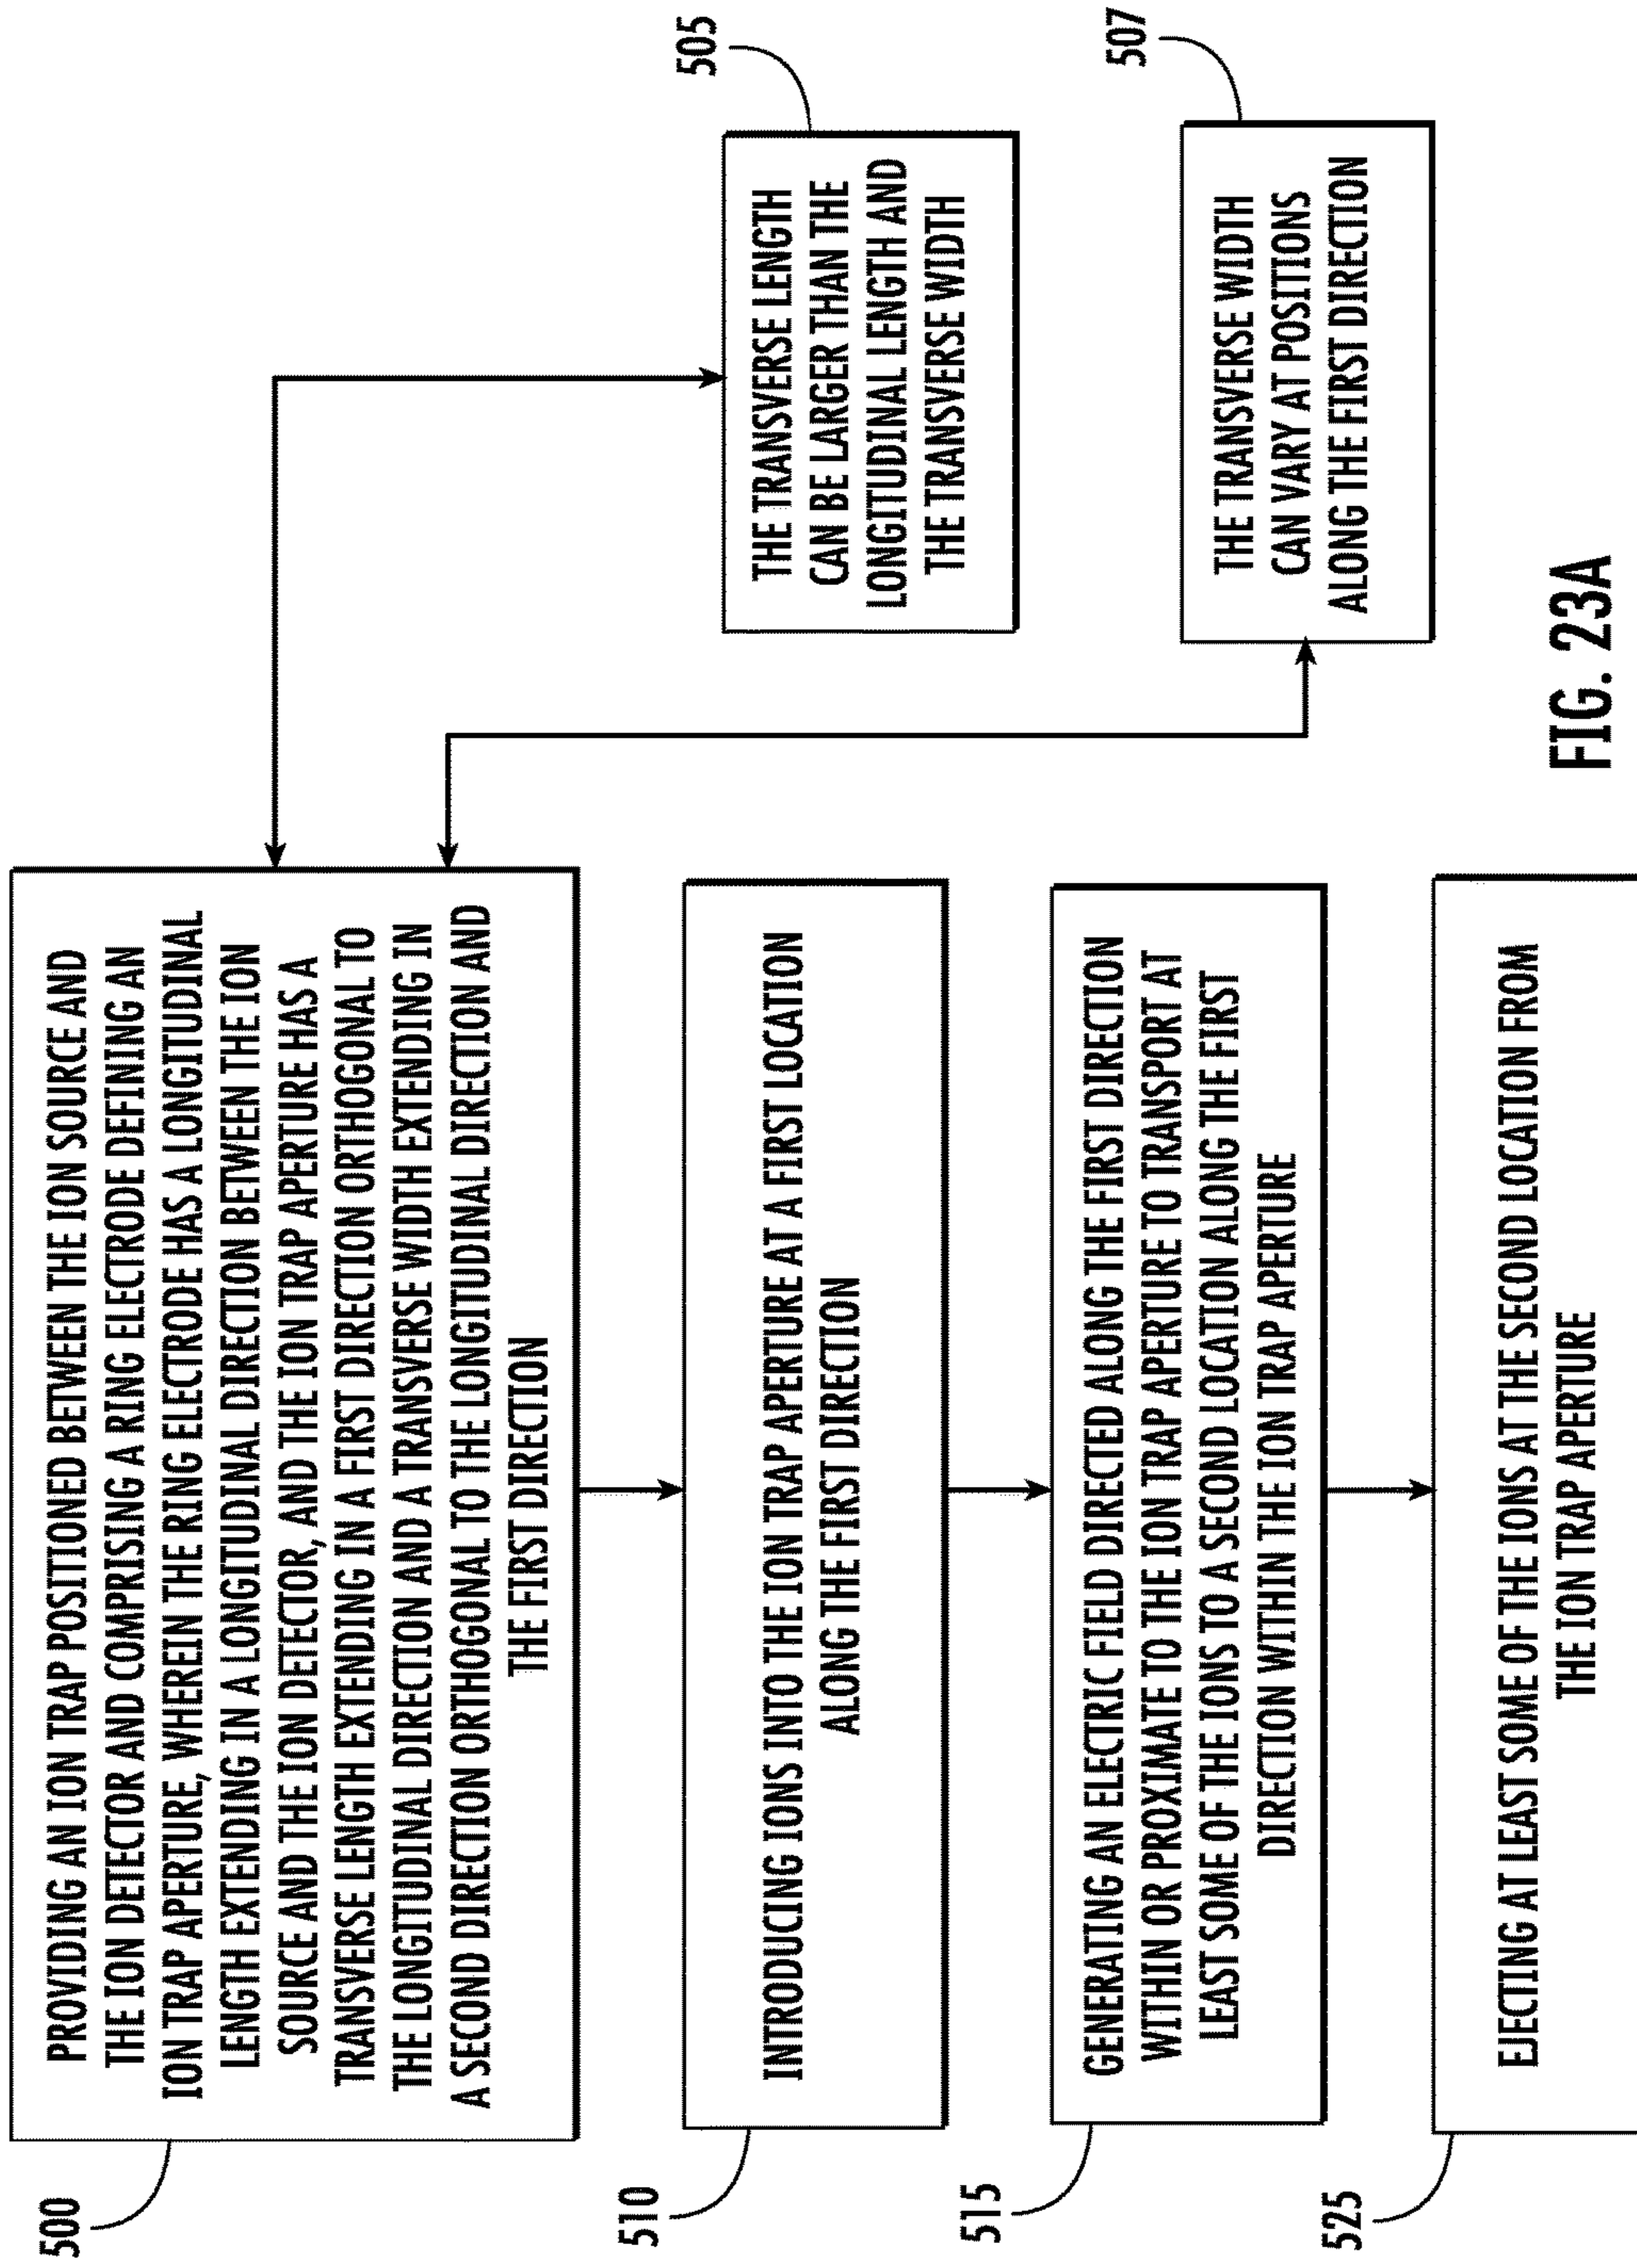 500
PROVIDING AN ION TRAP POSITIONED BETWEEN THE ION SOURCE AND
THE ION DETECTOR AND COMPRISING A RING ELECTRODE DEFINING AN
ION TRAP APERTURE, WHEREIN THE RING ELECTRODE HAS A LONGITUDINAL
LENGTH EXTENDING IN A LONGITUDINAL DIRECTION BETWEEN THE ION
SOURCE AND THE ION DETECTOR, AND THE ION TRAP APERTURE HAS A
TRANSVERSE LENGTH EXTENDING IN A FIRST DIRECTION ORTHOGONAL TO
THE LONGITUDINAL DIRECTION AND A TRANSVERSE WIDTH EXTENDING IN
A SECOND DIRECTION ORTHOGONAL TO THE LONGITUDINAL DIRECTION AND
THE FIRST DIRECTION
505
THE TRANSVERSE LENGTH
CAN BE LARGER THAN THE
LONGITUDINAL LENGTH AND
THE TRANSVERSE WIDTH
507
THE TRANSVERSE WIDTH
CAN VARY AT POSITIONS
ALONG THE FIRST DIRECTION
510
INTRODUCING IONS INTO THE ION TRAP APERTURE AT A FIRST LOCATION
ALONG THE FIRST DIRECTION
515
GENERATING AN ELECTRIC FIELD DIRECTED ALONG THE FIRST DIRECTION
WITHIN OR PROXIMATE TO THE ION TRAP APERTURE TO TRANSPORT AT
LEAST SOME OF THE IONS TO A SECOND LOCATION ALONG THE FIRST
DIRECTION WITHIN THE ION TRAP APERTURE
525
EJECTING AT LEAST SOME OF THE IONS AT THE SECOND LOCATION FROM
THE ION TRAP APERTURE
FIG. 23A